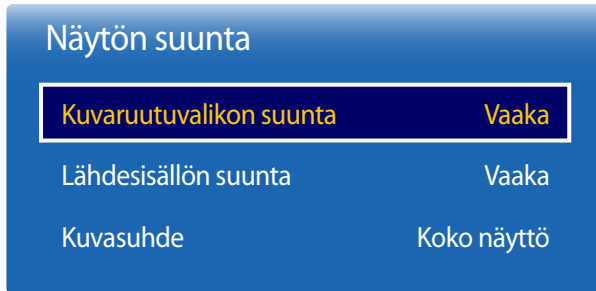 Näytön suunta
Kuvaruutuvalikon suunta Vaaka
Lähdesisällön suunta Vaaka
Kuvasuhde Koko näyttö